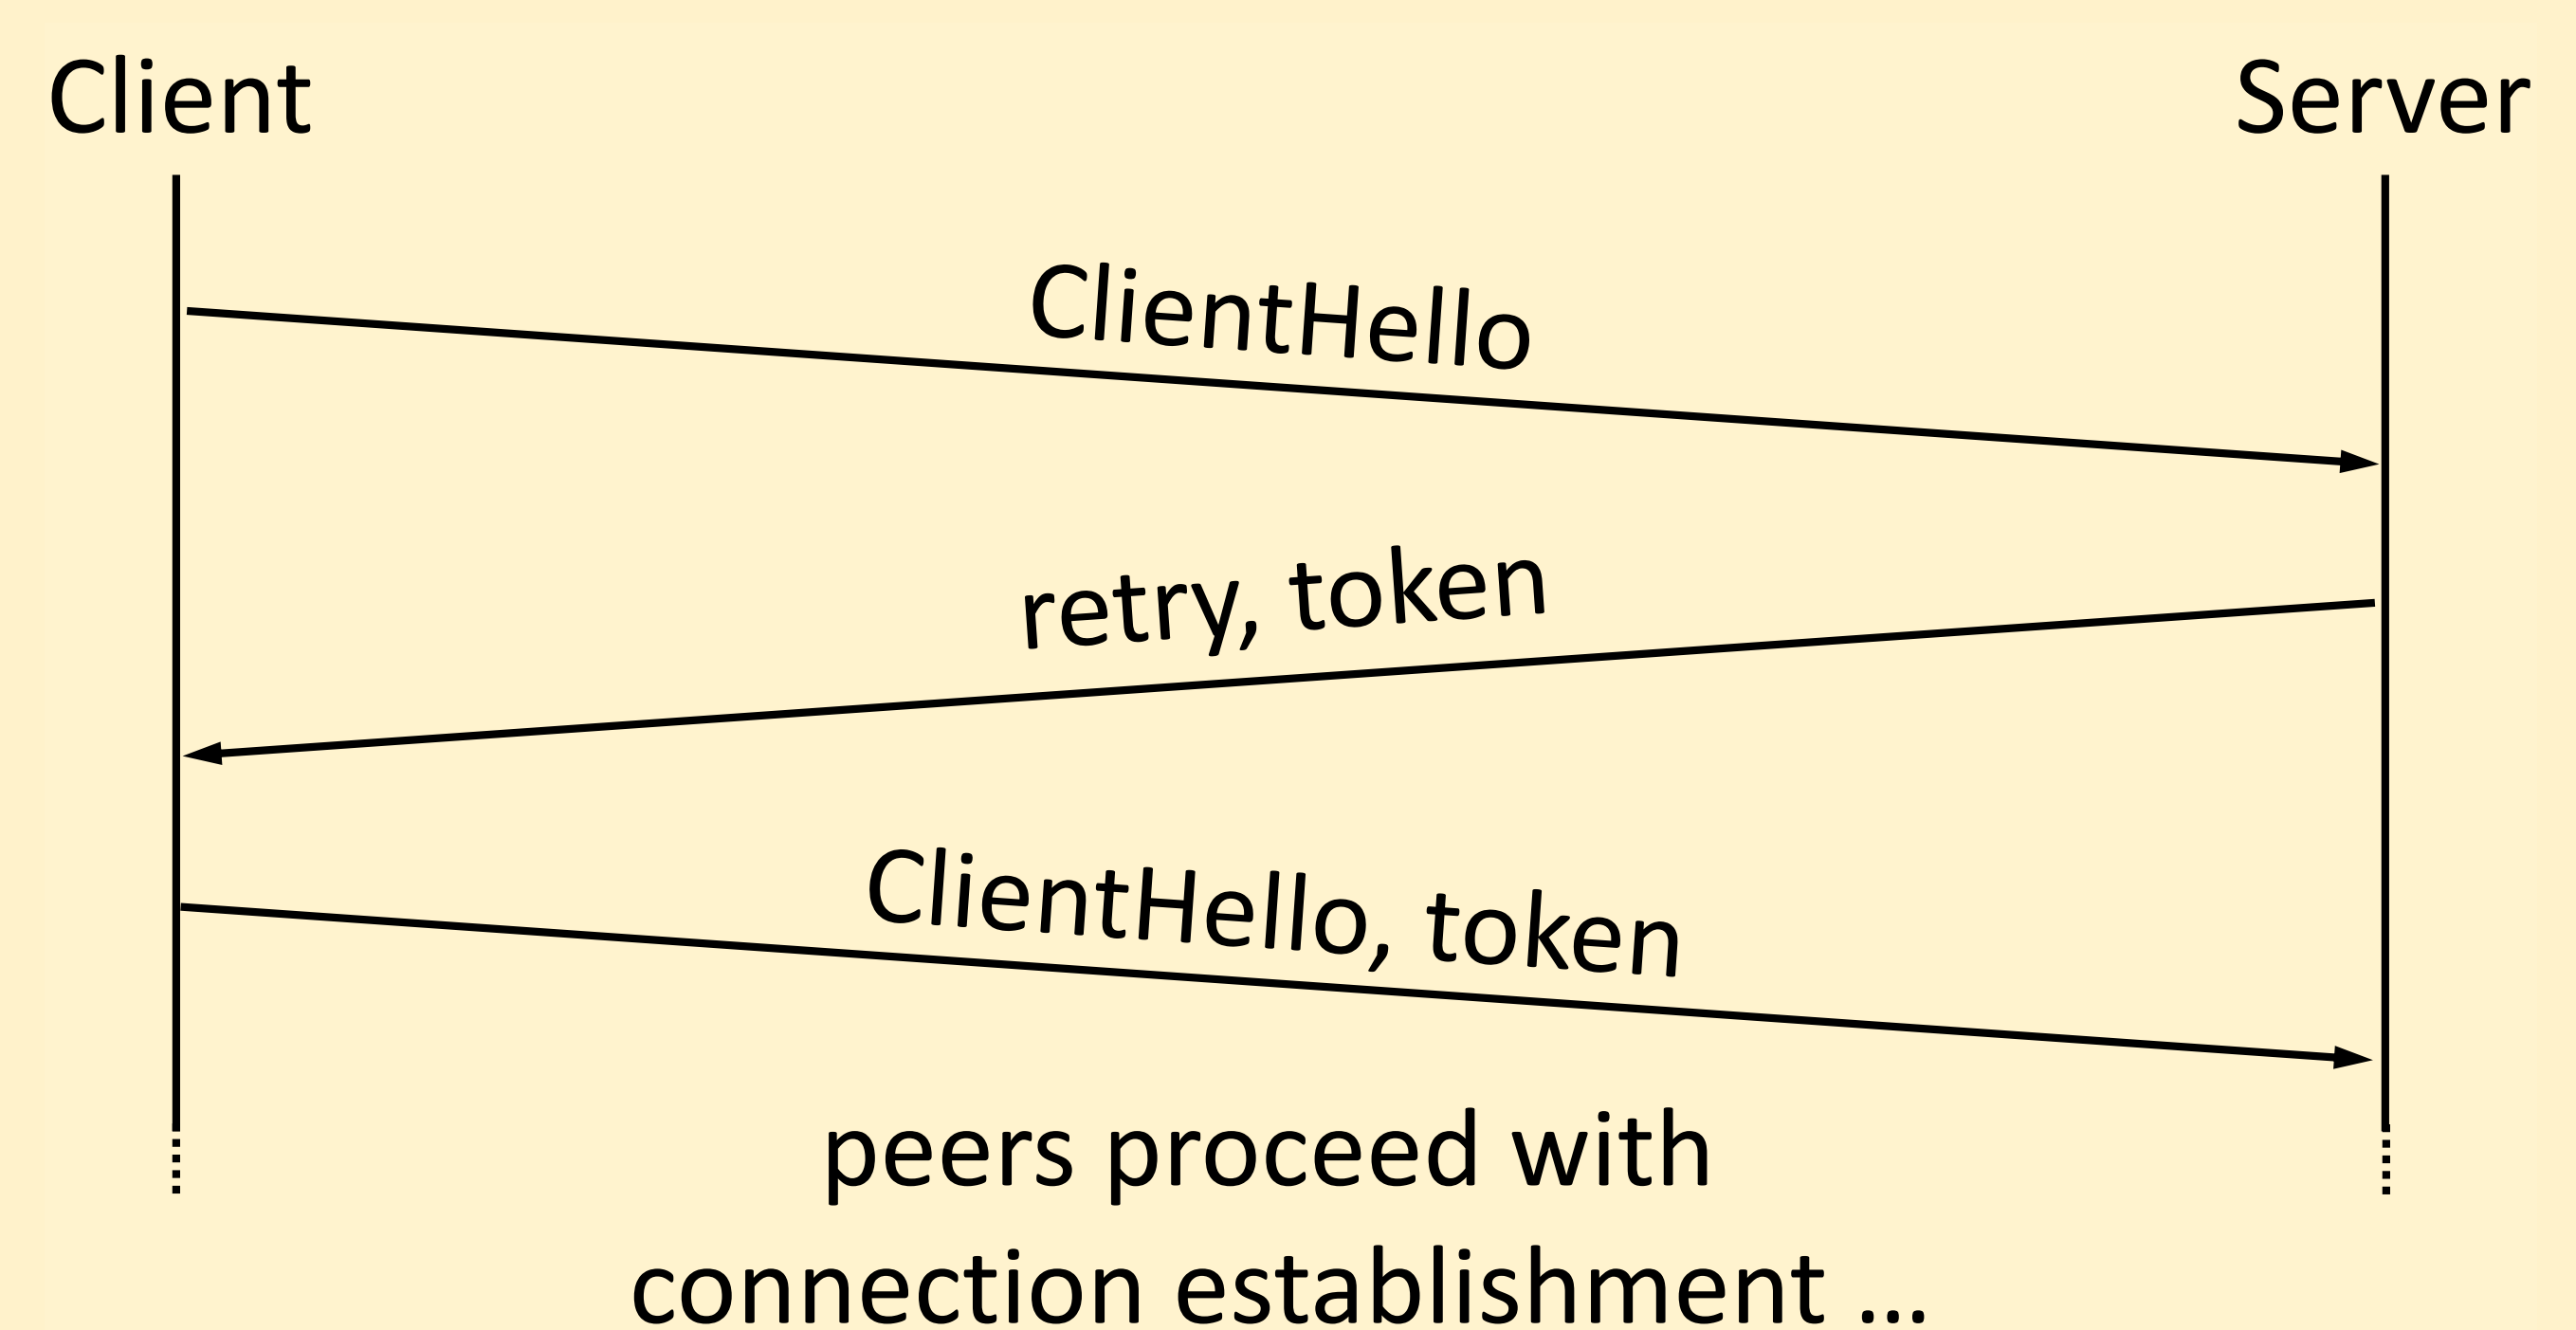 Client
Server
ClientHello
retry, token
ClientHello, token
peers proceed with
connection establishment ...